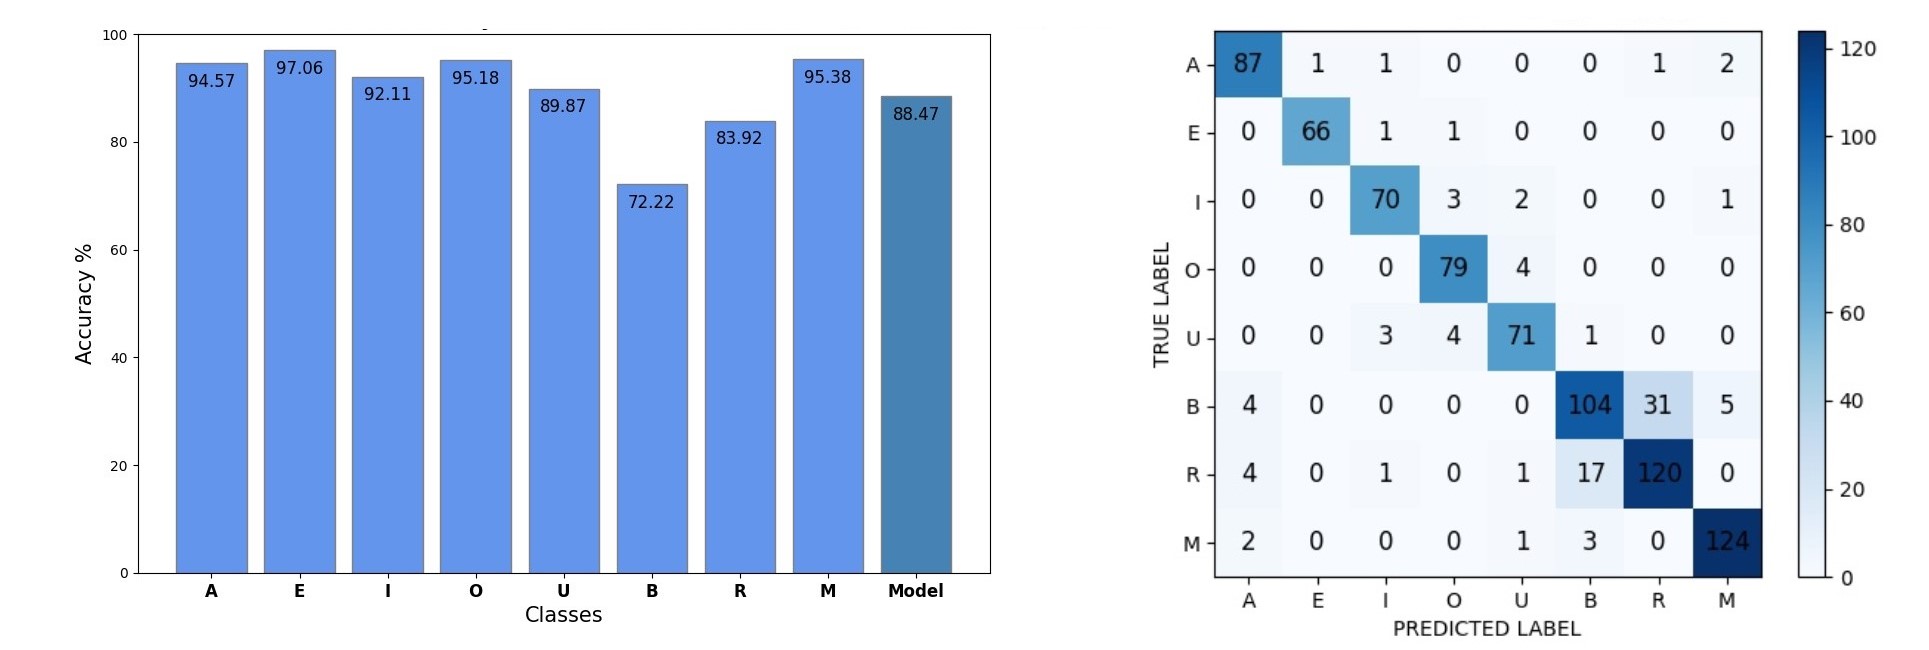 100
80
60
40
20
0
Accuracy %
94.57
97.06
92.11
95.18
89.87
72.22
83.92
95.38
88.47
A E I O U B R M Model
Classes
TRUE LABEL
A 87 1 1 0 0 0 1 2
E 0 66 1 1 0 0 0 0
I 0 0 70 3 2 0 0 1
O 0 0 0 79 4 0 0 0
U 0 0 3 4 71 1 0 0
B 4 0 0 0 0 104 31 5
R 4 0 1 0 1 17 120 0
M 2 0 0 0 1 3 0 124
A E I O U B R M
PREDICTED LABEL
120
100
80
60
40
20
0